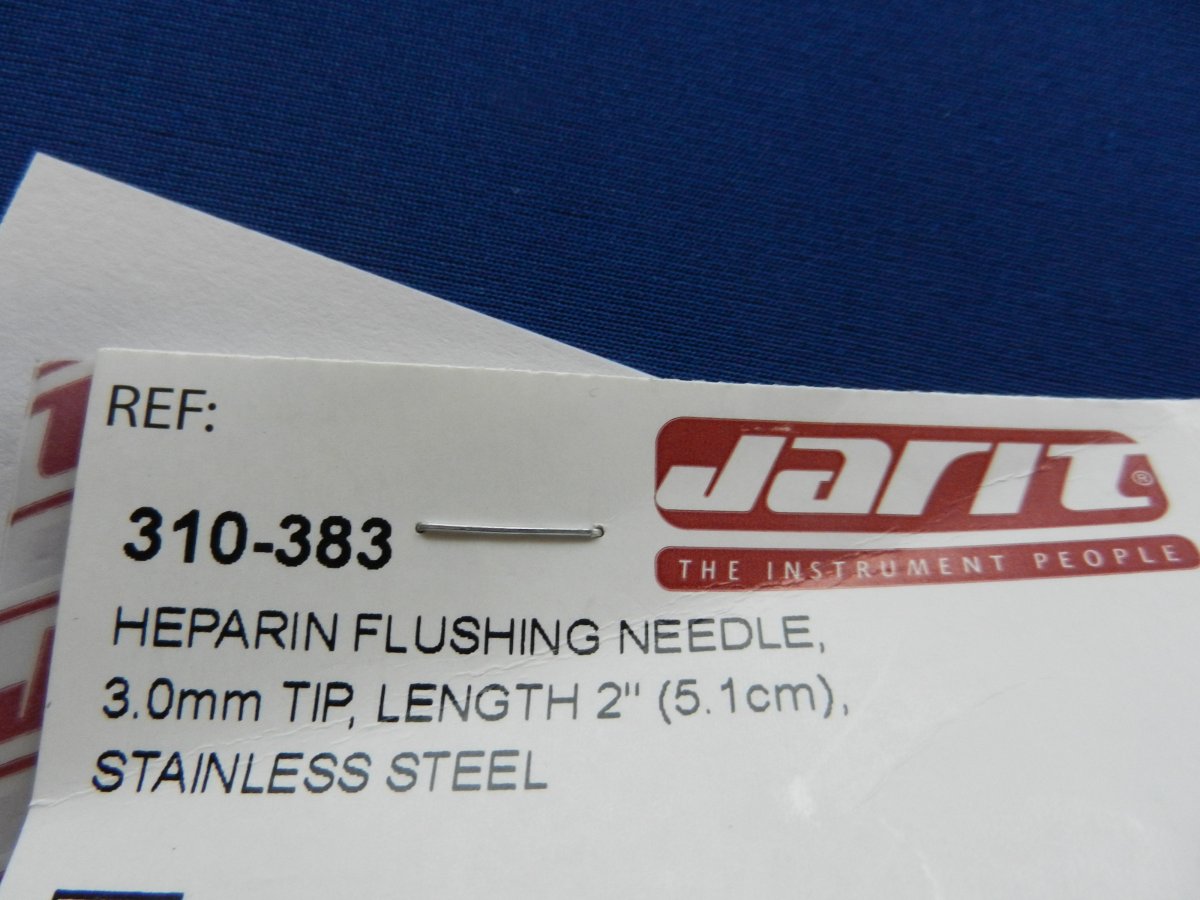 REF:
Jarit®
THE INSTRUMENT PEOPLE
310-383
HEPARIN FLUSHING NEEDLE,
3.0mm TIP, LENGTH 2" (5.1cm),
STAINLESS STEEL